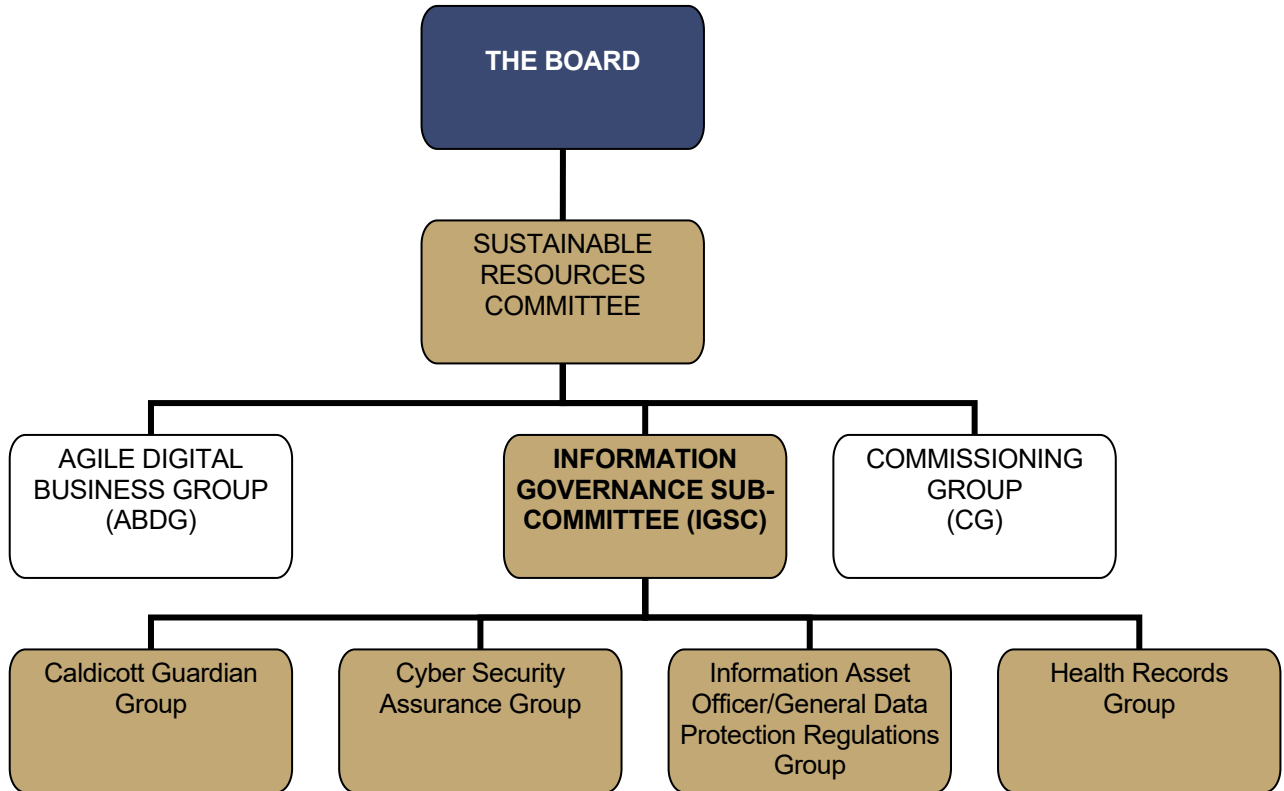 THE BOARD
SUSTAINABLE
RESOURCES
COMMITTEE
AGILE DIGITAL
BUSINESS GROUP
(ABDG)
INFORMATION
GOVERNANCE SUB-
COMMITTEE (IGSC)
COMMISSIONING
GROUP
(CG)
Caldicott Guardian
Group
Cyber Security
Assurance Group
Information Asset
Officer/General Data
Protection Regulations
Group
Health Records
Group